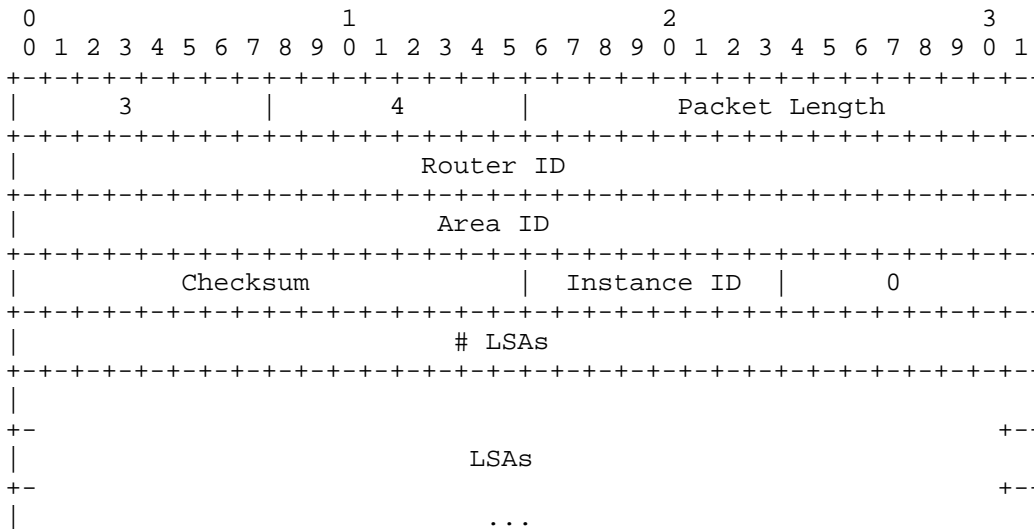 0                   1                   2                   3
 0 1 2 3 4 5 6 7 8 9 0 1 2 3 4 5 6 7 8 9 0 1 2 3 4 5 6 7 8 9 0 1
+-+-+-+-+-+-+-+-+-+-+-+-+-+-+-+-+-+-+-+-+-+-+-+-+-+-+-+-+-+-+-+--
|      3        |       4       |         Packet Length
+-+-+-+-+-+-+-+-+-+-+-+-+-+-+-+-+-+-+-+-+-+-+-+-+-+-+-+-+-+-+-+--
|                         Router ID
+-+-+-+-+-+-+-+-+-+-+-+-+-+-+-+-+-+-+-+-+-+-+-+-+-+-+-+-+-+-+-+--
|                          Area ID
+-+-+-+-+-+-+-+-+-+-+-+-+-+-+-+-+-+-+-+-+-+-+-+-+-+-+-+-+-+-+-+--
|          Checksum             |  Instance ID  |      0
+-+-+-+-+-+-+-+-+-+-+-+-+-+-+-+-+-+-+-+-+-+-+-+-+-+-+-+-+-+-+-+--
|                           # LSAs
+-+-+-+-+-+-+-+-+-+-+-+-+-+-+-+-+-+-+-+-+-+-+-+-+-+-+-+-+-+-+-+--
|
+-                                                            +--
|                            LSAs
+-                                                            +--
|                             ...